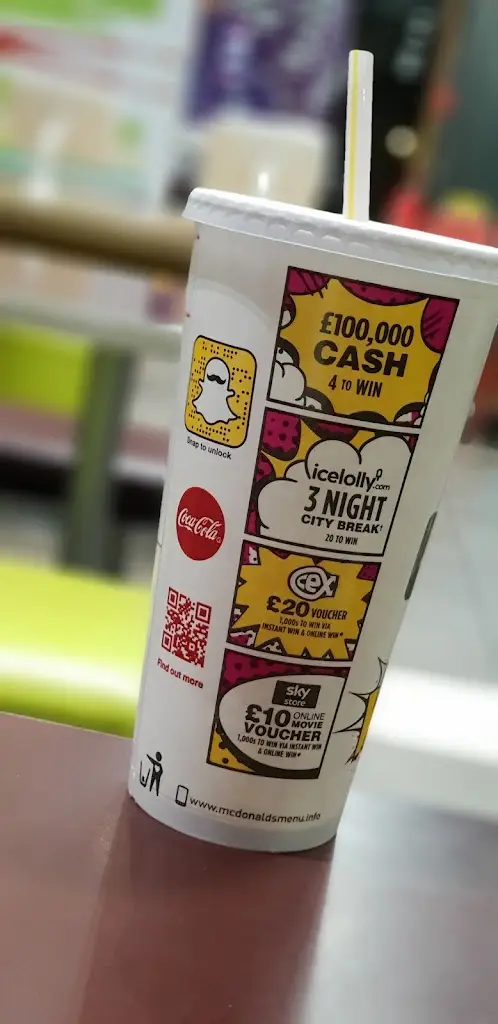 £100,000
CASH
4 TO WIN
Snap to unlock
icelolly.com
3 NIGHT
CITY BREAK†
20 TO WIN
Coca-Cola
cex
£20 VOUCHER
1,000s TO WIN VIA
INSTANT WIN & ONLINE WIN*
Find out more
sky
store
£10 ONLINE
MOVIE
VOUCHER
1,000s TO WIN VIA INSTANT WIN
& ONLINE WIN*
www.mcdonaldsmenu.info